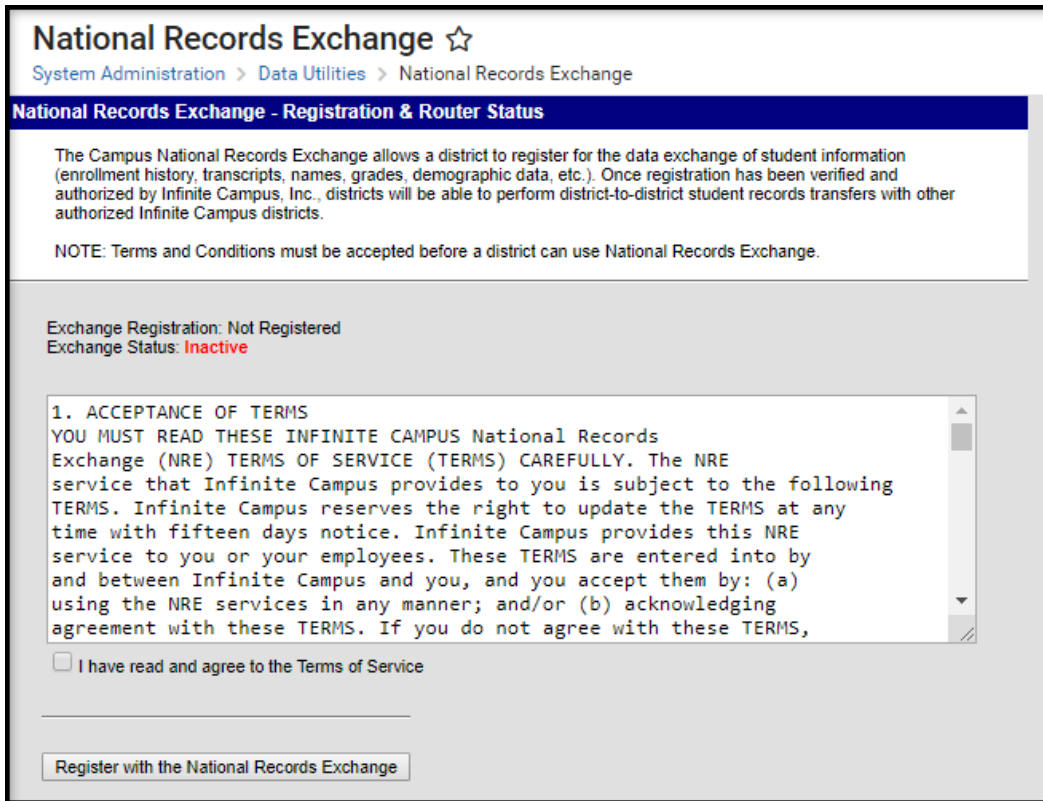 National Records Exchange ☆
System Administration > Data Utilities > National Records Exchange
National Records Exchange - Registration & Router Status
The Campus National Records Exchange allows a district to register for the data exchange of student information
(enrollment history, transcripts, names, grades, demographic data, etc.). Once registration has been verified and
authorized by Infinite Campus, Inc., districts will be able to perform district-to-district student records transfers with other
authorized Infinite Campus districts.
NOTE: Terms and Conditions must be accepted before a district can use National Records Exchange.
Exchange Registration: Not Registered
Exchange Status: Inactive
1. ACCEPTANCE OF TERMS
YOU MUST READ THESE INFINITE CAMPUS National Records
Exchange (NRE) TERMS OF SERVICE (TERMS) CAREFULLY. The NRE
service that Infinite Campus provides to you is subject to the following
TERMS. Infinite Campus reserves the right to update the TERMS at any
time with fifteen days notice. Infinite Campus provides this NRE
service to you or your employees. These TERMS are entered into by
and between Infinite Campus and you, and you accept them by: (a)
using the NRE services in any manner; and/or (b) acknowledging
agreement with these TERMS. If you do not agree with these TERMS,
I have read and agree to the Terms of Service
Register with the National Records Exchange